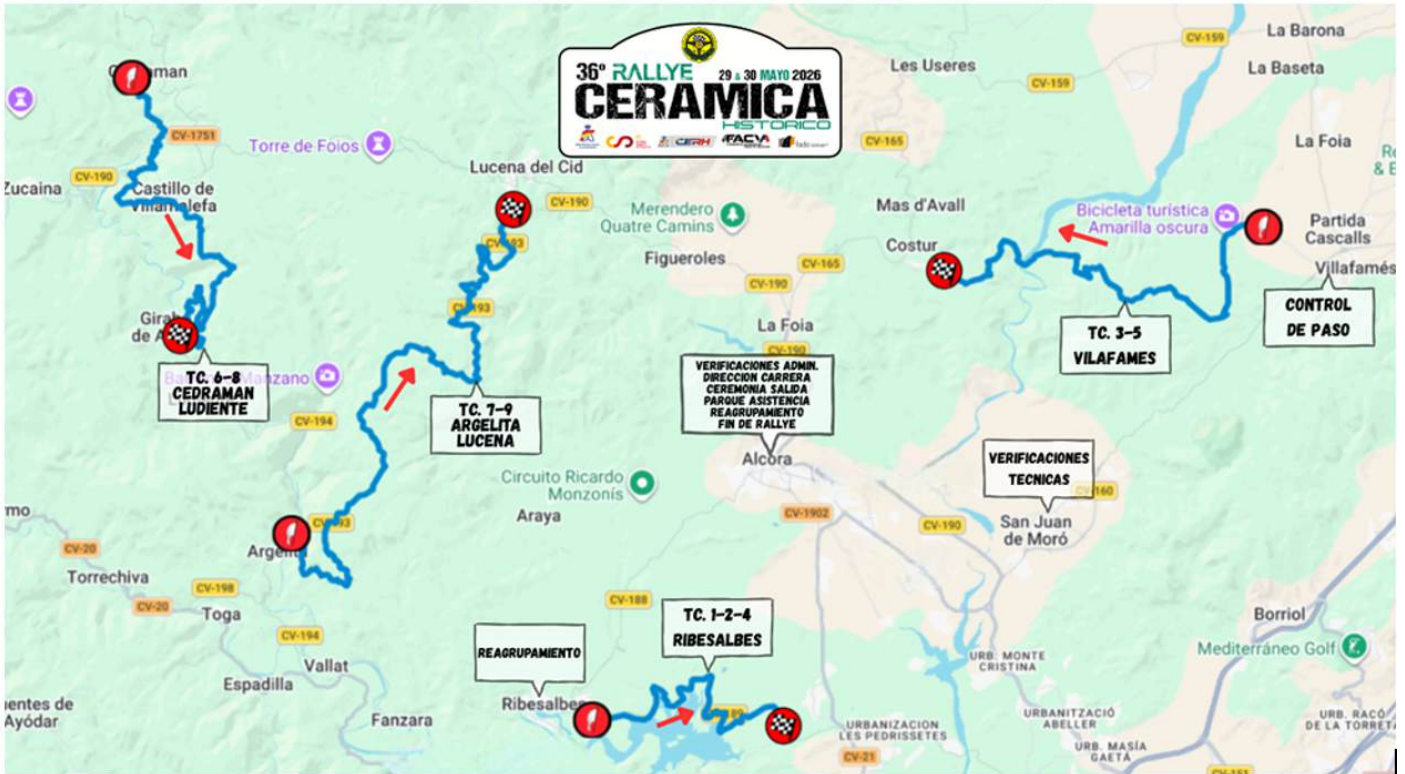 36º RALLYE 29 & 30 MAYO 2026
CERAMICA
HISTORICO
CERH
FACVA
CV-159
La Barona
La Baseta
Les Useres
CV-159
CV-165
La Foia
CV-1751
Torre de Foios
Lucena del Cid
CV-190
Zucaina
Castillo de
Villamalefa
CV-190
Merendero
Quatre Camins
Mas d'Avall
Bicicleta turística
Amarilla oscura
Partida
Cascalls
Costur
Villafamés
Figueroles
CV-165
CV-190
CONTROL
DE PASO
La Foia
CV-190
TC. 3-5
VILAFAMES
VERIFICACIONES ADMIN.
DIRECCION CARRERA
CEREMONIA SALIDA
PARQUE ASISTENCIA
REAGRUPAMIENTO
FIN DE RALLYE
TC. 6-8
CEDRAMAN
LUDIENTE
Manzano
CV-194
TC. 7-9
ARGELITA
LUCENA
Alcora
VERIFICACIONES
TECNICAS
Circuito Ricardo
Monzonís
Araya
CV-1902
CV-190
San Juan
de Moró
CV-20
Torrechiva
CV-20
CV-198
Toga
CV-194
CV-188
TC. 1-2-4
RIBESALBES
Borriol
Mediterráneo Golf
REAGRUPAMIENTO
Vallat
Espadilla
URB. MONTE
CRISTINA
Fanzara
Ayódar
URBANIZACION
LES PEDRISSETES
URBANITZACIÓ
ABELLER
URB. RACÓ
DE LA TORRETA
URB. MASÍA
GAETÀ
CV-21
CV-151